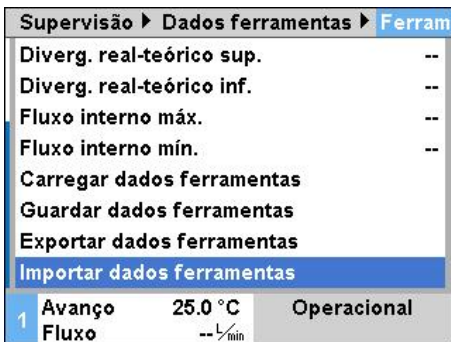 Supervisão ▶ Dados ferramentas ▶ Ferram
Diverg. real-teórico sup. --
Diverg. real-teórico inf. --
Fluxo interno máx. --
Fluxo interno mín. --
Carregar dados ferramentas
Guardar dados ferramentas
Exportar dados ferramentas
Importar dados ferramentas
1 Avanço 25.0 °C Operacional
Fluxo -- L/min